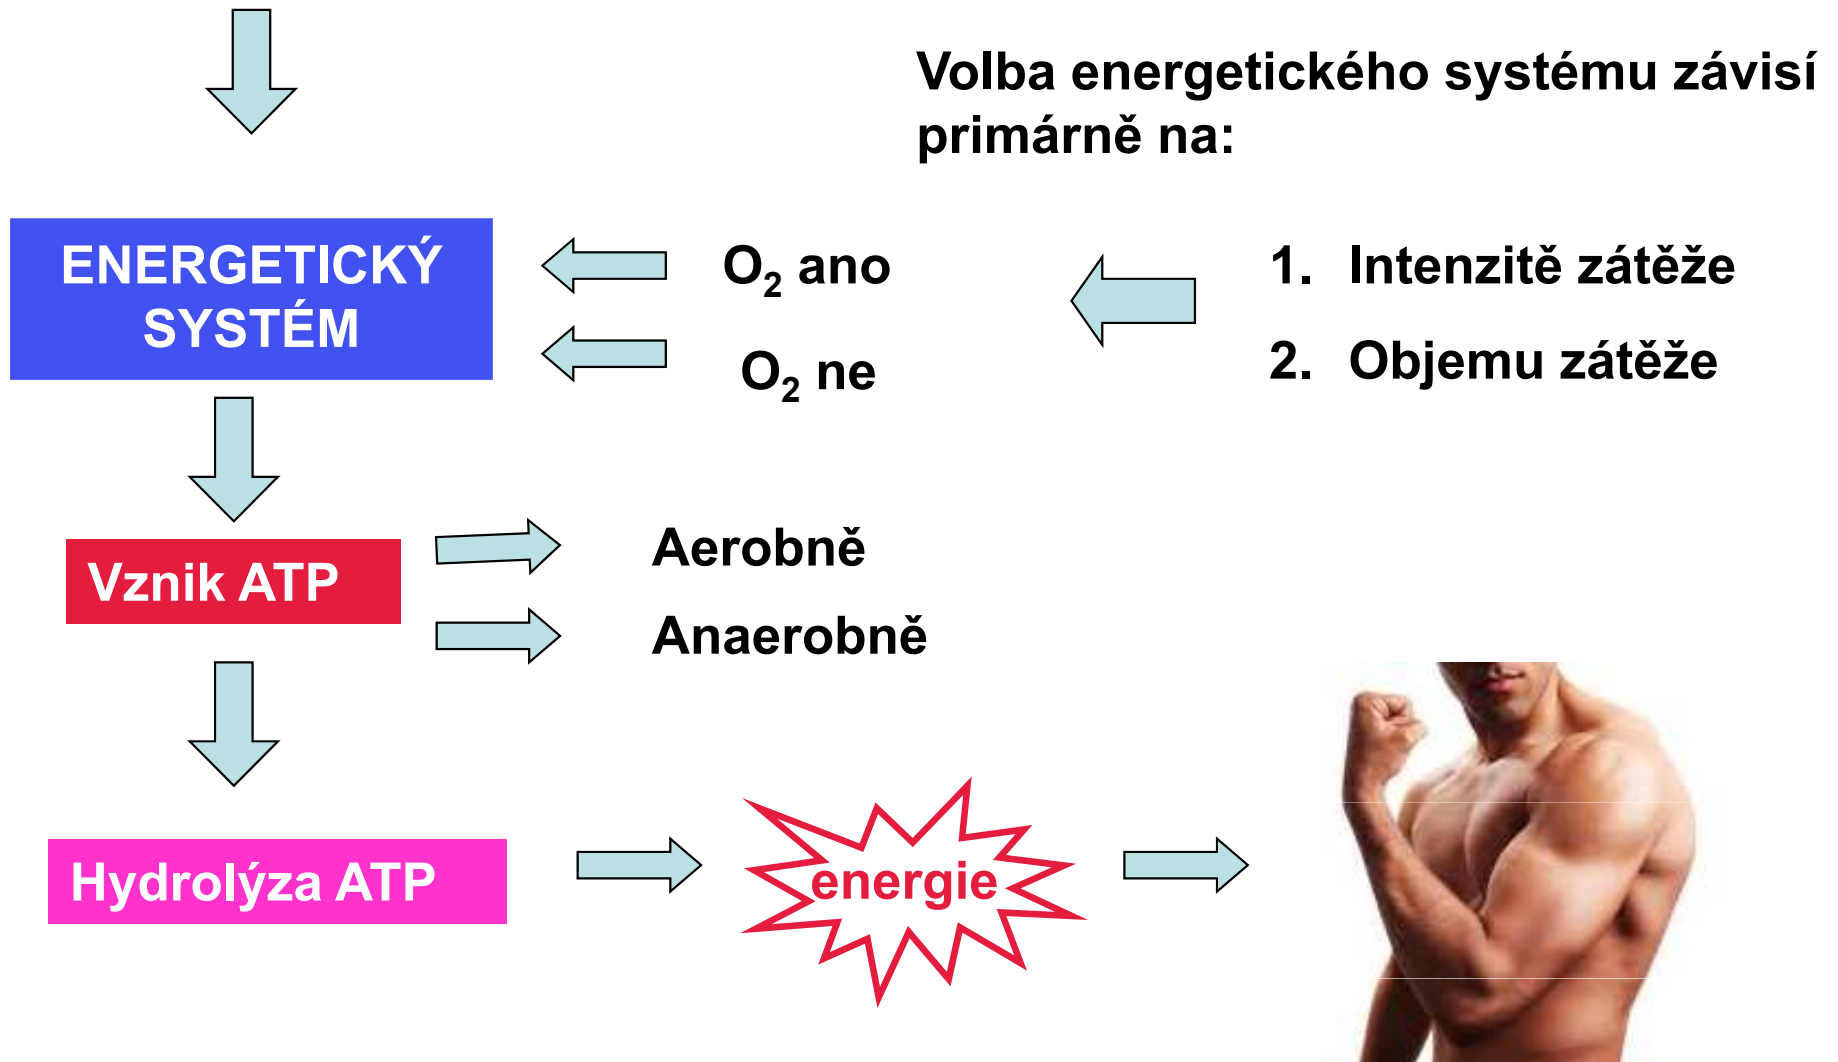 Volba energetického systému závisí
primárně na:
ENERGETICKÝ
SYSTÉM
O₂ ano
O₂ ne
1. Intenzitě zátěže
2. Objemu zátěže
Vznik ATP
Aerobně
Anaerobně
Hydrolýza ATP
energie